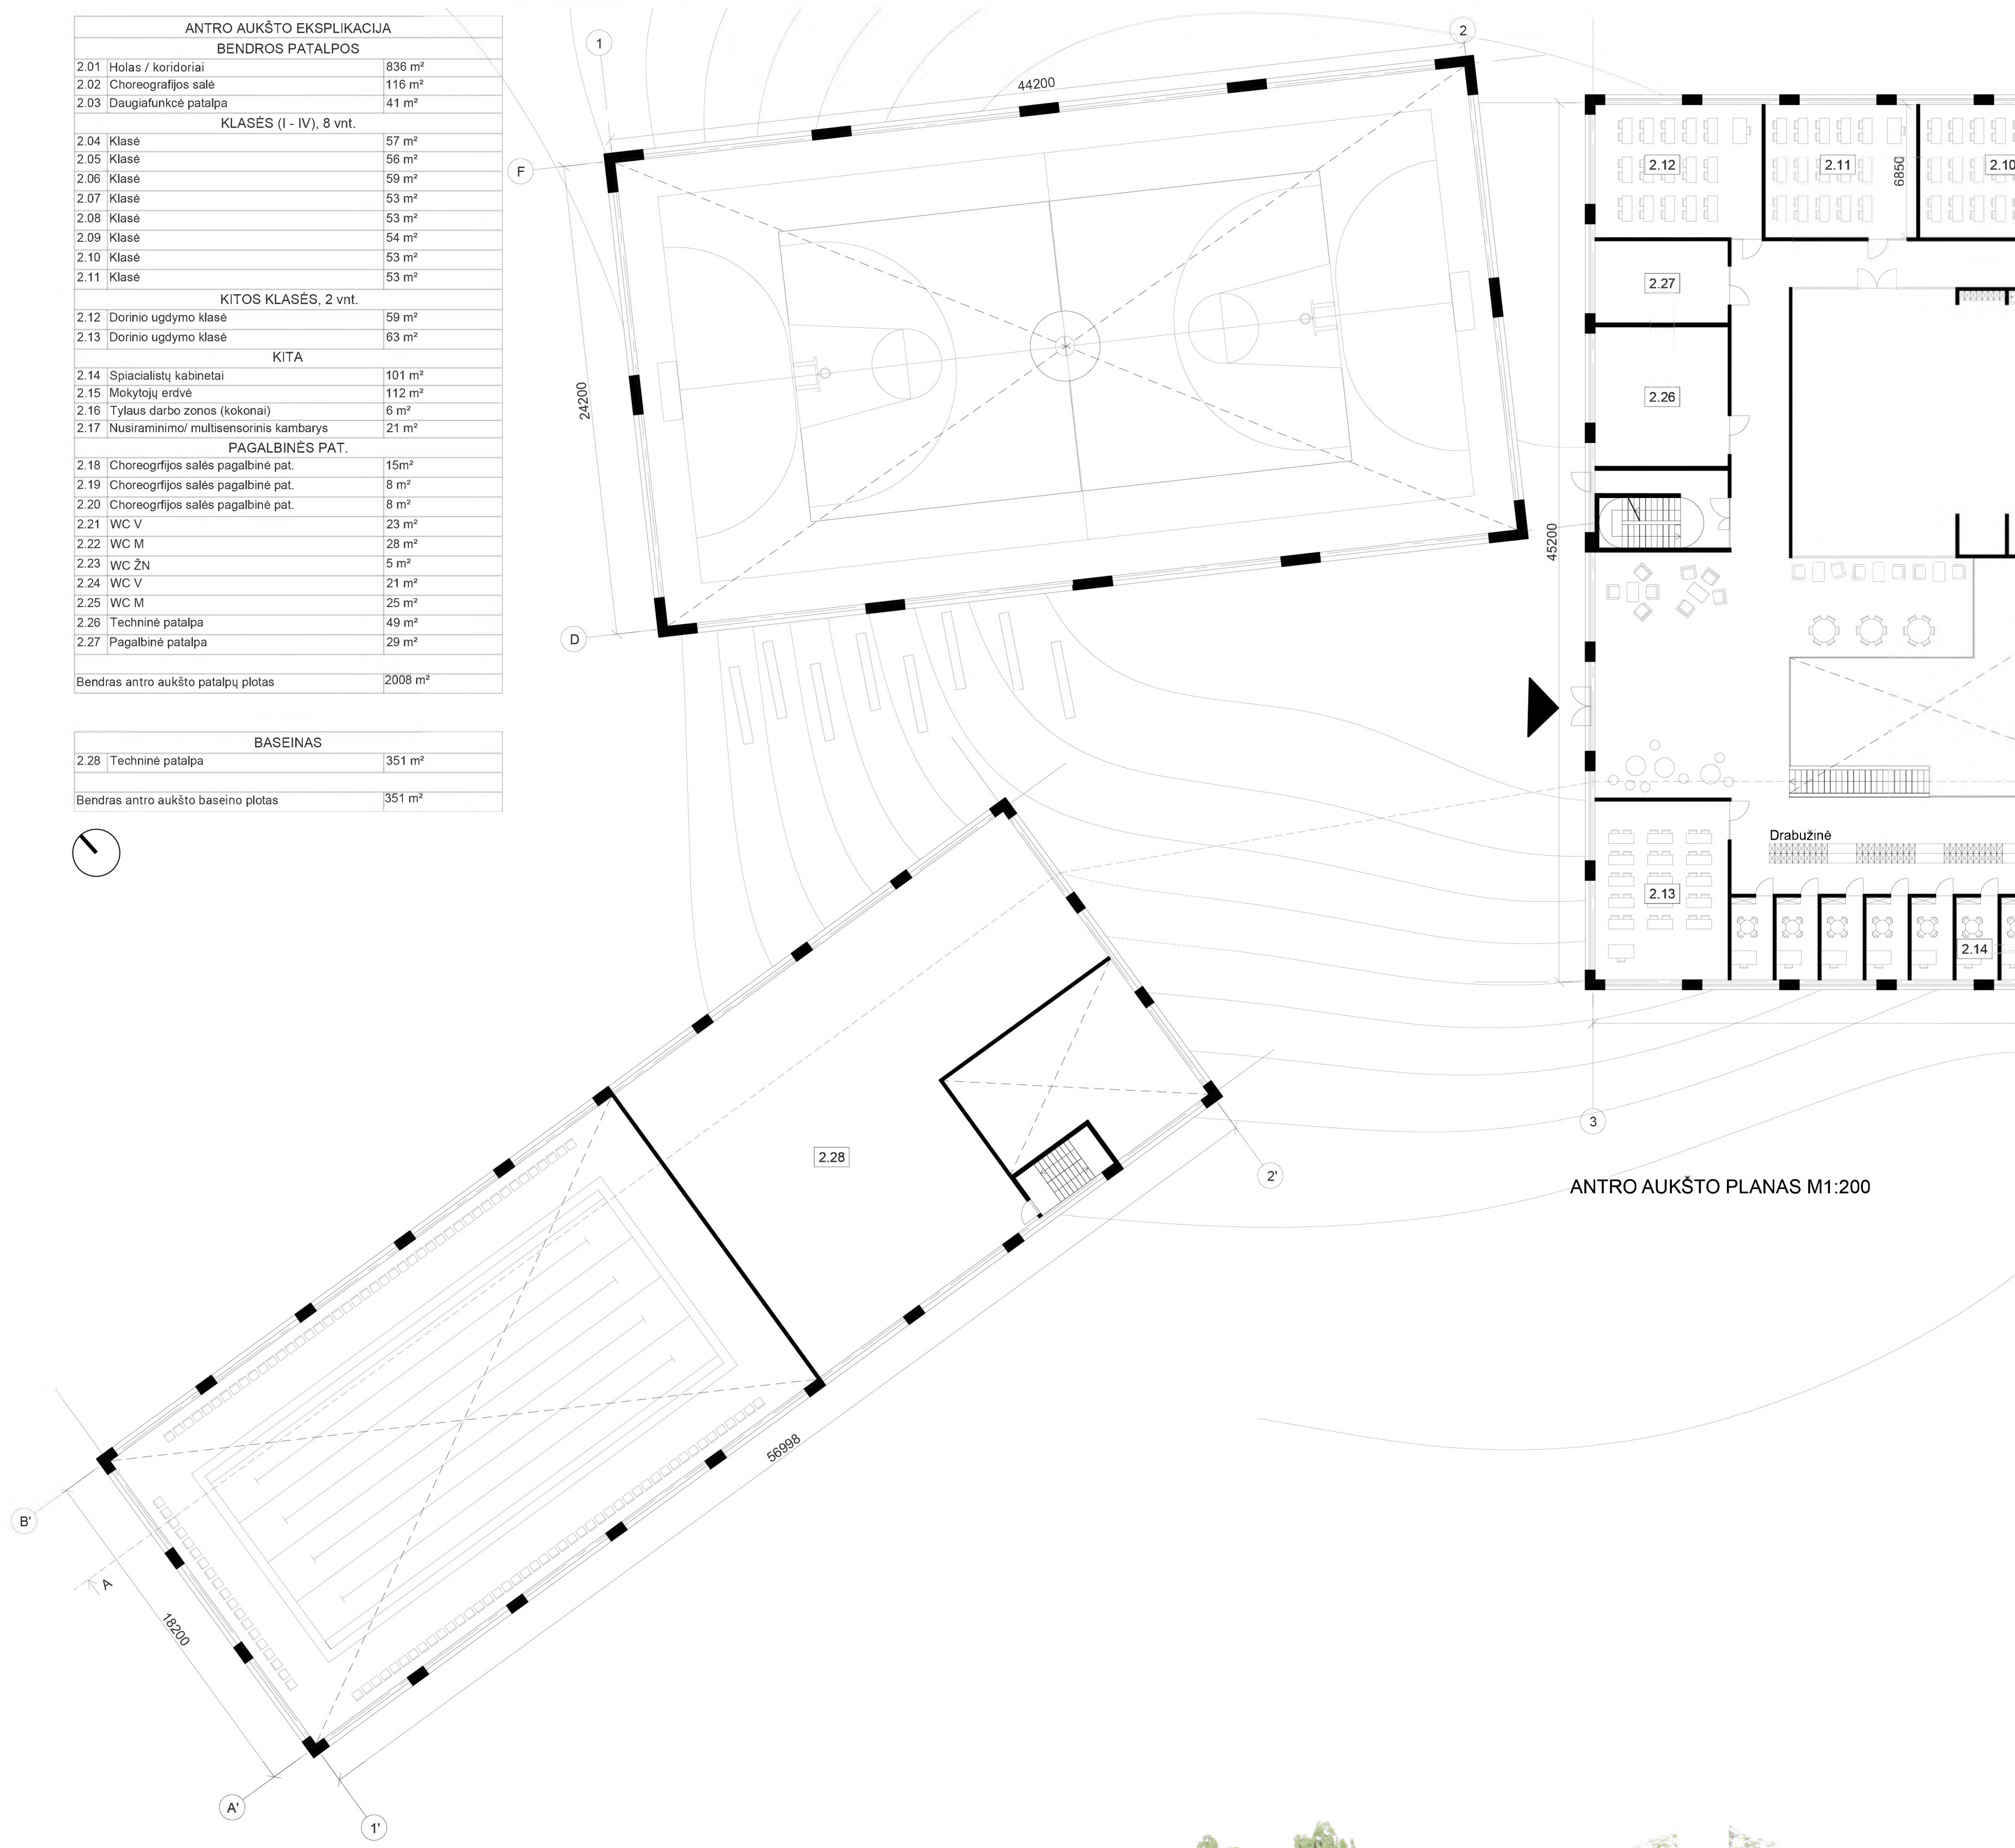 ANTRO AUKŠTO EKSPLIKACIJA
BENDROS PATALPOS
2.01 Holas / koridoriai 836 m²
2.02 Choreografijos salė 116 m²
2.03 Daugiafunkcė patalpa 41 m²
KLASĖS (I - IV), 8 vnt.
2.04 Klasė 57 m²
2.05 Klasė 56 m²
2.06 Klasė 59 m²
2.07 Klasė 53 m²
2.08 Klasė 53 m²
2.09 Klasė 54 m²
2.10 Klasė 53 m²
2.11 Klasė 53 m²
KITOS KLASĖS, 2 vnt.
2.12 Dorinio ugdymo klasė 59 m²
2.13 Dorinio ugdymo klasė 63 m²
KITA
2.14 Spiacialistų kabinetai 101 m²
2.15 Mokytojų erdvė 112 m²
2.16 Tylaus darbo zonos (kokonai) 6 m²
2.17 Nusiraminimo/ multisensorinis kambarys 21 m²
PAGALBINĖS PAT.
2.18 Choreogrfijos salės pagalbinė pat. 15m²
2.19 Choreogrfijos salės pagalbinė pat. 8 m²
2.20 Choreogrfijos salės pagalbinė pat. 8 m²
2.21 WC V 23 m²
2.22 WC M 28 m²
2.23 WC ŽN 5 m²
2.24 WC V 21 m²
2.25 WC M 25 m²
2.26 Techninė patalpa 49 m²
2.27 Pagalbinė patalpa 29 m²
Bendras antro aukšto patalpų plotas 2008 m²
BASEINAS
2.28 Techninė patalpa 351 m²
Bendras antro aukšto baseino plotas 351 m²
1
2
44200
F
24200
D
2.12
2.11
6850
2.10
2.27
2.26
45200
Drabužinė
2.13
2.14
3
ANTRO AUKŠTO PLANAS M1:200
2.28
2'
56998
B'
A
18200
A'
1'